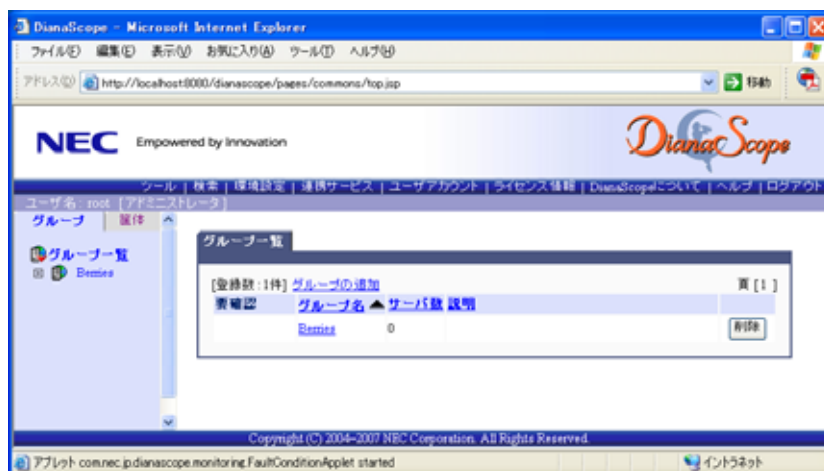 DianaScope - Microsoft Internet Explorer
ファイル(F) 編集(E) 表示(V) お気に入り(A) ツール(T) ヘルプ(H)
アドレス(D) http://localhost:8080/dianascope/pages/commons/top.jsp 移動
NEC Empowered by Innovation DianaScope
ツール | 検索 | 環境設定 | 連携サービス | ユーザアカウント | ライセンス情報 | DianaScopeについて | ヘルプ | ログアウト
ユーザ名 : root [アドミニストレータ]
グループ 筐体
グループ一覧
Berries
グループ一覧
[登録数 : 1件] グループの追加 頁 [1 ]
要確認 グループ名 ▲ サーバ数 説明
Berries 0 削除
Copyright (C) 2004-2007 NEC Corporation. All Rights Reserved.
アプレット com.nec.jp.dianascope.monitoring.FaultConditionApplet started イントラネット